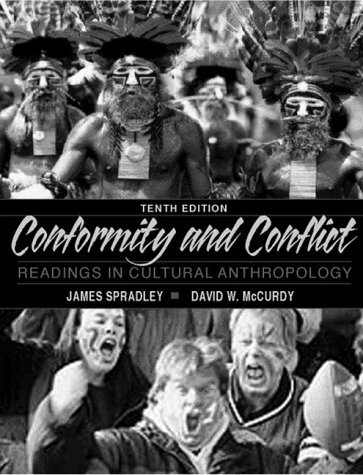 TENTH EDITION
Conformity and Conflict
READINGS IN CULTURAL ANTHROPOLOGY
JAMES SPRADLEY ■ DAVID W. McCURDY